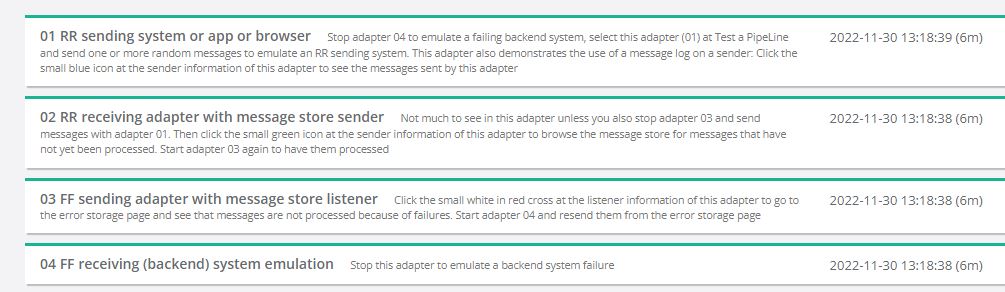 01 RR sending system or app or browser Stop adapter 04 to emulate a failing backend system, select this adapter (01) at Test a PipeLine 2022-11-30 13:18:39 (6m)
and send one or more random messages to emulate an RR sending system. This adapter also demonstrates the use of a message log on a sender: Click the
small blue icon at the sender information of this adapter to see the messages sent by this adapter
02 RR receiving adapter with message store sender Not much to see in this adapter unless you also stop adapter 03 and send 2022-11-30 13:18:38 (6m)
messages with adapter 01. Then click the small green icon at the sender information of this adapter to browse the message store for messages that have
not yet been processed. Start adapter 03 again to have them processed
03 FF sending adapter with message store listener Click the small white in red cross at the listener information of this adapter to go to 2022-11-30 13:18:38 (6m)
the error storage page and see that messages are not processed because of failures. Start adapter 04 and resend them from the error storage page
04 FF receiving (backend) system emulation Stop this adapter to emulate a backend system failure 2022-11-30 13:18:38 (6m)